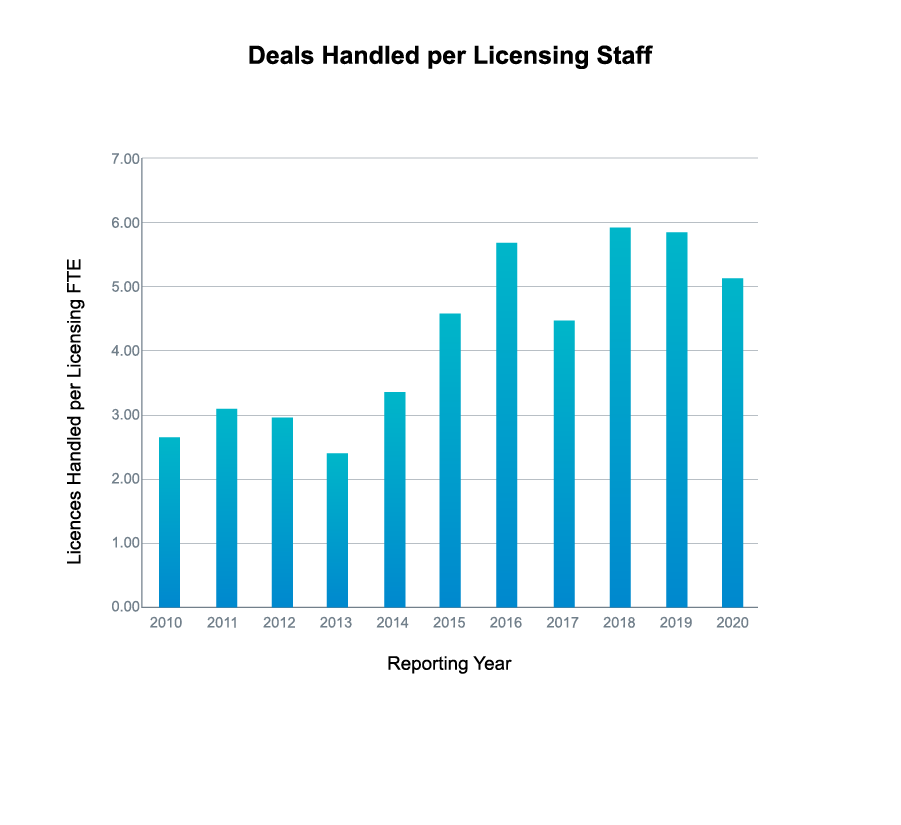 Deals Handled per Licensing Staff
Licences Handled per Licensing FTE
7.00
6.00
5.00
4.00
3.00
2.00
1.00
0.00
2010 2011 2012 2013 2014 2015 2016 2017 2018 2019 2020
Reporting Year